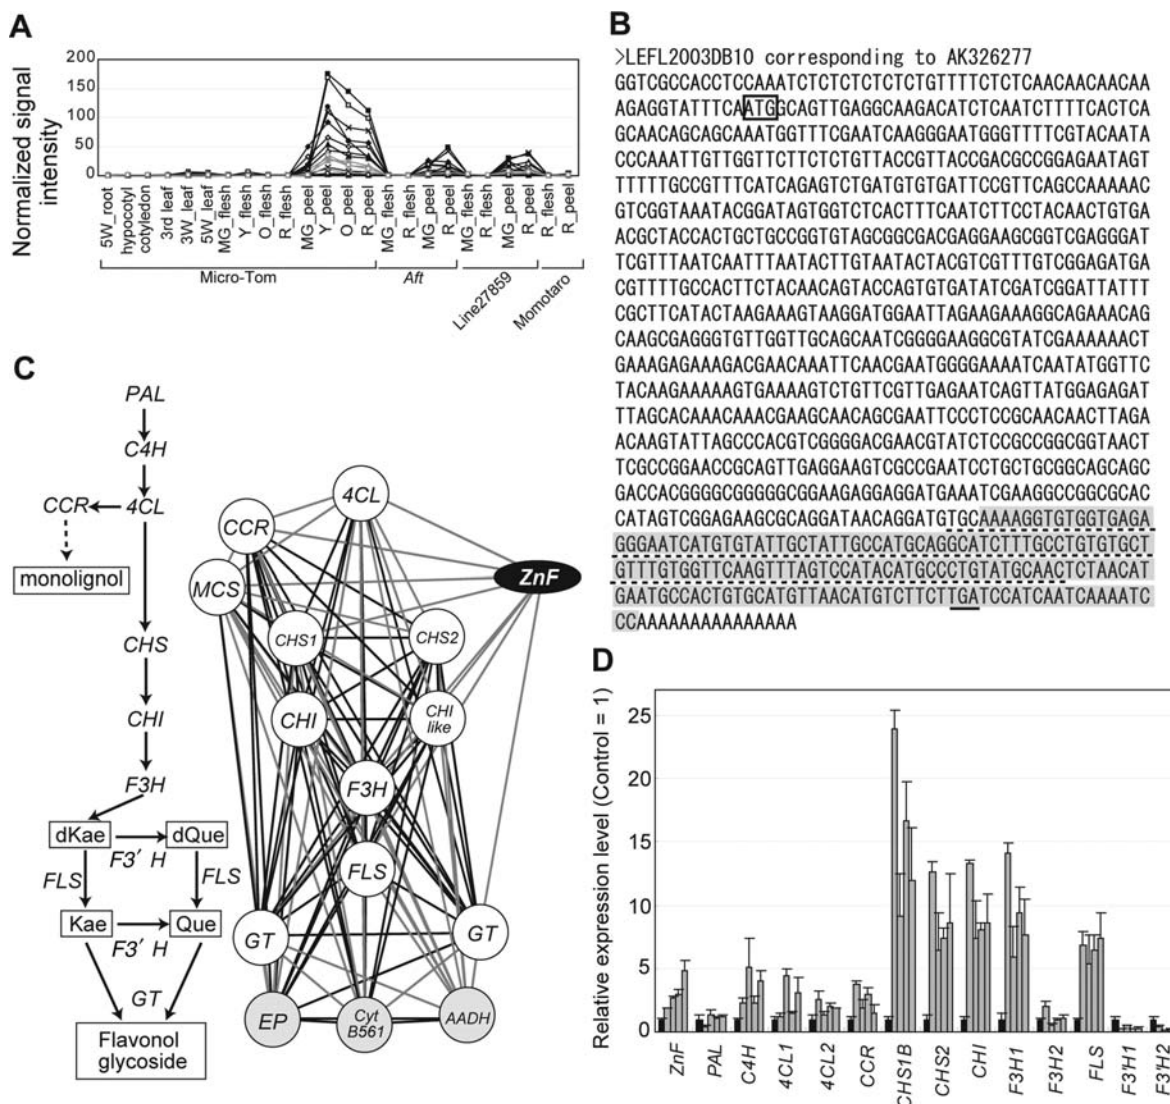 A
Normalized signal intensity
200
150
100
50
0
5W_root
hypocotyl
cotyledon
3rd leaf
3W_leaf
5W_leaf
MG_flesh
Y_flesh
O_flesh
R_flesh
MG_peel
Y_peel
O_peel
R_peel
MG_flesh
R_flesh
MG_peel
R_peel
MG_flesh
R_flesh
MG_peel
R_peel
R_flesh
R_peel
Micro-Tom
Aft
Line27859
Momotaro
B
>LEFL2003DB10 corresponding to AK326277
GGTCGCCACCTCCAAATCTCTCTCTCTCTGTTTTCTCTCAACAACAACAA
AGAGGTATTTCAATGGCAGTTGAGGCAAGACATCTCAATCTTTTCACTCA
GCAACAGCAGCAAATGGTTTCGAATCAAGGGAATGGGTTTTCGTACAATA
CCCAAATTGTTGGTTCTTCTCTGTTACCGTTACCGACGCCGGAGAATAGT
TTTTTGCCGTTTCATCAGAGTCTGATGTGTGATTCCGTTCAGCCAAAAAC
GTCGGTAAATACGGATAGTGGTCTCACTTTCAATCTTCCTACAACTGTGA
ACGCTACCACTGCTGCCGGTGTAGCGGCGACGAGGAAGCGGTCGAGGGAT
TCGTTTAATCAATTTAATACTTGTAATACTACGTCGTTTGTCGGAGATGA
CGTTTTGCCACTTCTACAACAGTACCAGTGTGATATCGATCGGATTATTT
CGCTTCATACTAAGAAAGTAAGGATGGAATTAGAAGAAAGGCAGAAACAG
CAAGCGAGGGTGTTGGTTGCAGCAATCGGGGAAGGCGTATCGAAAAAACT
GAAAGAGAAAGACGAACAAATTCAACGAATGGGGAAAATCAATATGGTTC
TACAAGAAAAAGTGAAAAGTCTGTTCGTTGAGAATCAGTTATGGAGAGAT
TTAGCACAAACAAACGAAGCAACAGCGAATTCCCTCCGCAACAACTTAGA
ACAAGTATTAGCCCACGTCGGGGACGAACGTATCTCCGCCGGCGGTAACT
TCGCCGGAACCGCAGTTGAGGAAGTCGCCGAATCCTGCTGCGGCAGCAGC
GACCACGGGGCGGGGGCGGAAGAGGAGGATGAAATCGAAGGCCGGCGCAC
CATAGTCGGAGAAGCGCAGGATAACAGGATGTGCAAAAGGTGTGGTGAGA
GGGAATCATGTGTATTGCTATTGCCATGCAGGCATCTTTGCCTGTGTGCT
GTTTGTGGTTCAAGTTTAGTCCATACATGCCCTGTATGCAACTCTAACAT
GAATGCCACTGTGCATGTTAACATGTCTTCTTGATCCATCAATCAAAATC
CCAAAAAAAAAAAAAAA
C
PAL
C4H
CCR
4CL
monolignol
CHS
CHI
F3H
dKae
dQue
F3′ H
FLS
FLS
Kae
Que
F3′ H
GT
Flavonol
glycoside
4CL
CCR
MCS
ZnF
CHS1
CHS2
CHI
CHI
like
F3H
FLS
GT
GT
EP
Cyt
B561
AADH
D
Relative expression level (Control = 1)
25
20
15
10
5
0
ZnF
PAL
C4H
4CL1
4CL2
CCR
CHS1B
CHS2
CHI
F3H1
F3H2
FLS
F3'H1
F3'H2